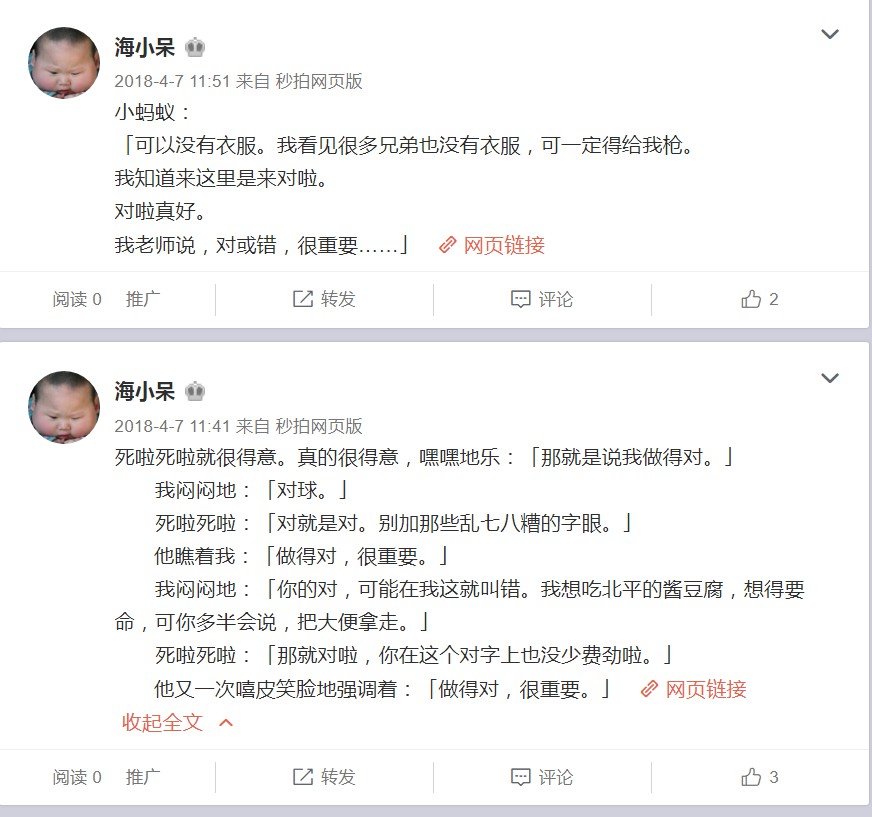 海小呆
2018-4-7 11:51 来自 秒拍网页版
小蚂蚁：
「可以没有衣服。我看见很多兄弟也没有衣服，可一定得给我枪。
我知道来这里是来对啦。
对啦真好。
我老师说，对或错，很重要……」 网页链接
阅读 0 推广 转发 评论 2
海小呆
2018-4-7 11:41 来自 秒拍网页版
死啦死啦就很得意。真的很得意，嘿嘿地乐：「那就是说我做得对。」
我闷闷地：「对球。」
死啦死啦：「对就是对。别加那些乱七八糟的字眼。」
他瞧着我：「做得对，很重要。」
我闷闷地：「你的对，可能在我这就叫错。我想吃北平的酱豆腐，想得要
命，可你多半会说，把大便拿走。」
死啦死啦：「那就对啦，你在这个对字上也没少费劲啦。」
他又一次嘻皮笑脸地强调着：「做得对，很重要。」 网页链接
收起全文
阅读 0 推广 转发 评论 3